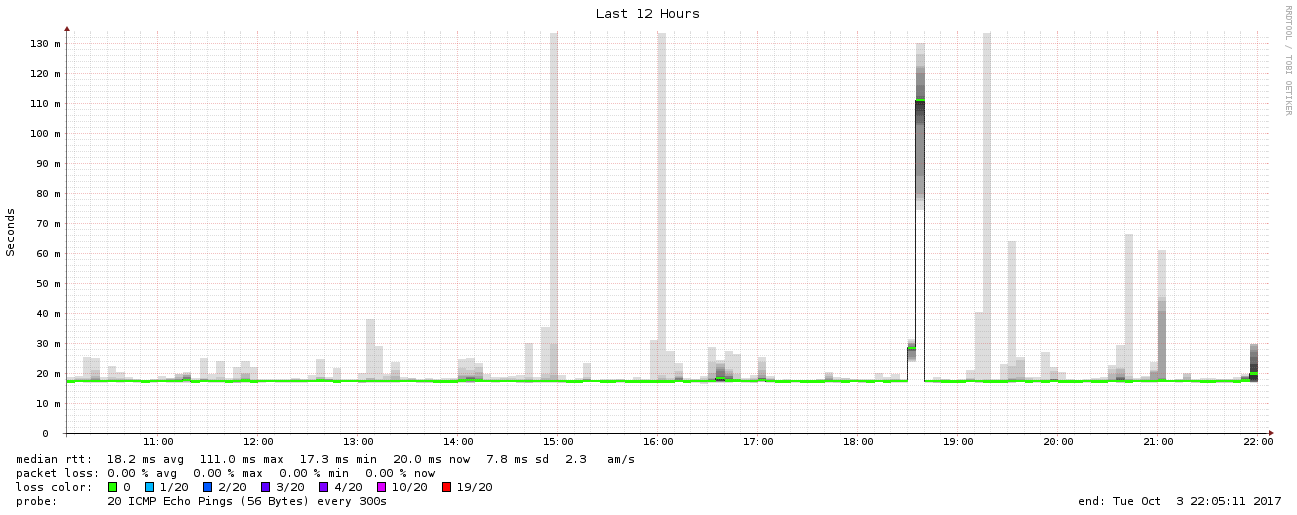 Last 12 Hours
RRDTOOL / TOBI OETIKER
Seconds
130 m
120 m
110 m
100 m
90 m
80 m
70 m
60 m
50 m
40 m
30 m
20 m
10 m
0
11:00 12:00 13:00 14:00 15:00 16:00 17:00 18:00 19:00 20:00 21:00 22:00
median rtt: 18.2 ms avg 111.0 ms max 17.3 ms min 20.0 ms now 7.8 ms sd 2.3 am/s
packet loss: 0.00 % avg 0.00 % max 0.00 % min 0.00 % now
loss color: 0 1/20 2/20 3/20 4/20 10/20 19/20
probe: 20 ICMP Echo Pings (56 Bytes) every 300s end: Tue Oct 3 22:05:11 2017